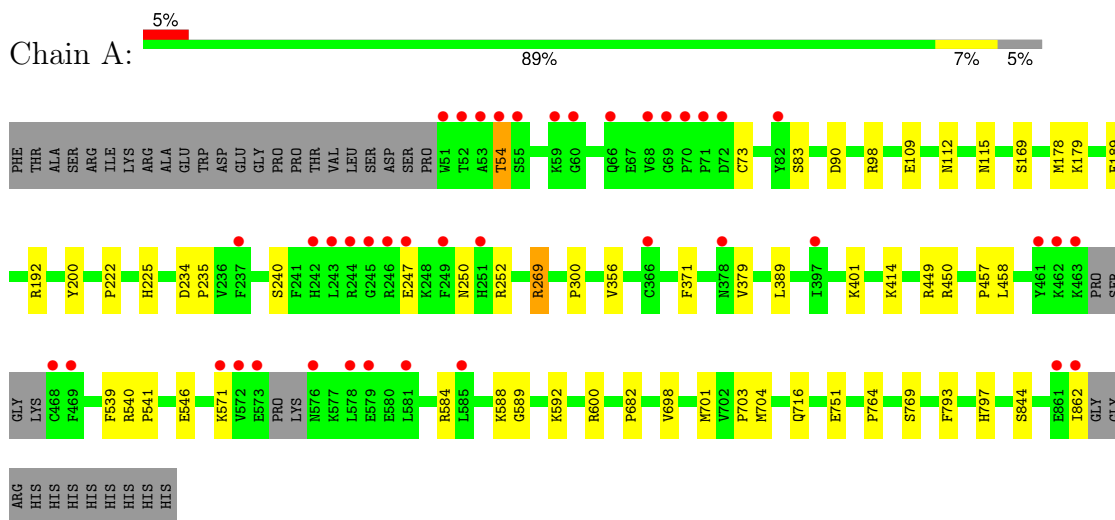 5%
Chain A:
89% 7% 5%
PHE THR ALA SER ARG ILE LYS ARG ALA GLU TRP ASP GLU GLY PRO PRO THR VAL LEU SER ASP SER PRO W51 T52 A53 T54 S55 K59 G60 Q66 E67 V68 G69 P70 P71 D72 C73 Y82 S83 D90 R98 E109 N112 N115 S169 M178 K179
R192 Y200 P222 H225 D234 P235 V236 F237 S240 F241 H242 L243 R244 G245 R246 E247 K248 F249 N250 H251 R252 R269 P300 V356 C366 F371 N378 V379 L389 I397 K401 K414 R449 R450 P457 L458 Y461 K462 K463 PRO SER
GLY LYS C468 F469 F539 R540 P541 E546 K571 V572 E573 PRO LYS N576 K577 L578 E579 E580 L581 R584 L585 K588 G589 K592 R600 P682 V698 M701 V702 P703 M704 Q716 E751 P764 S769 F793 H797 S844 E861 I862 GLY GLY
ARG HIS HIS HIS HIS HIS HIS HIS HIS